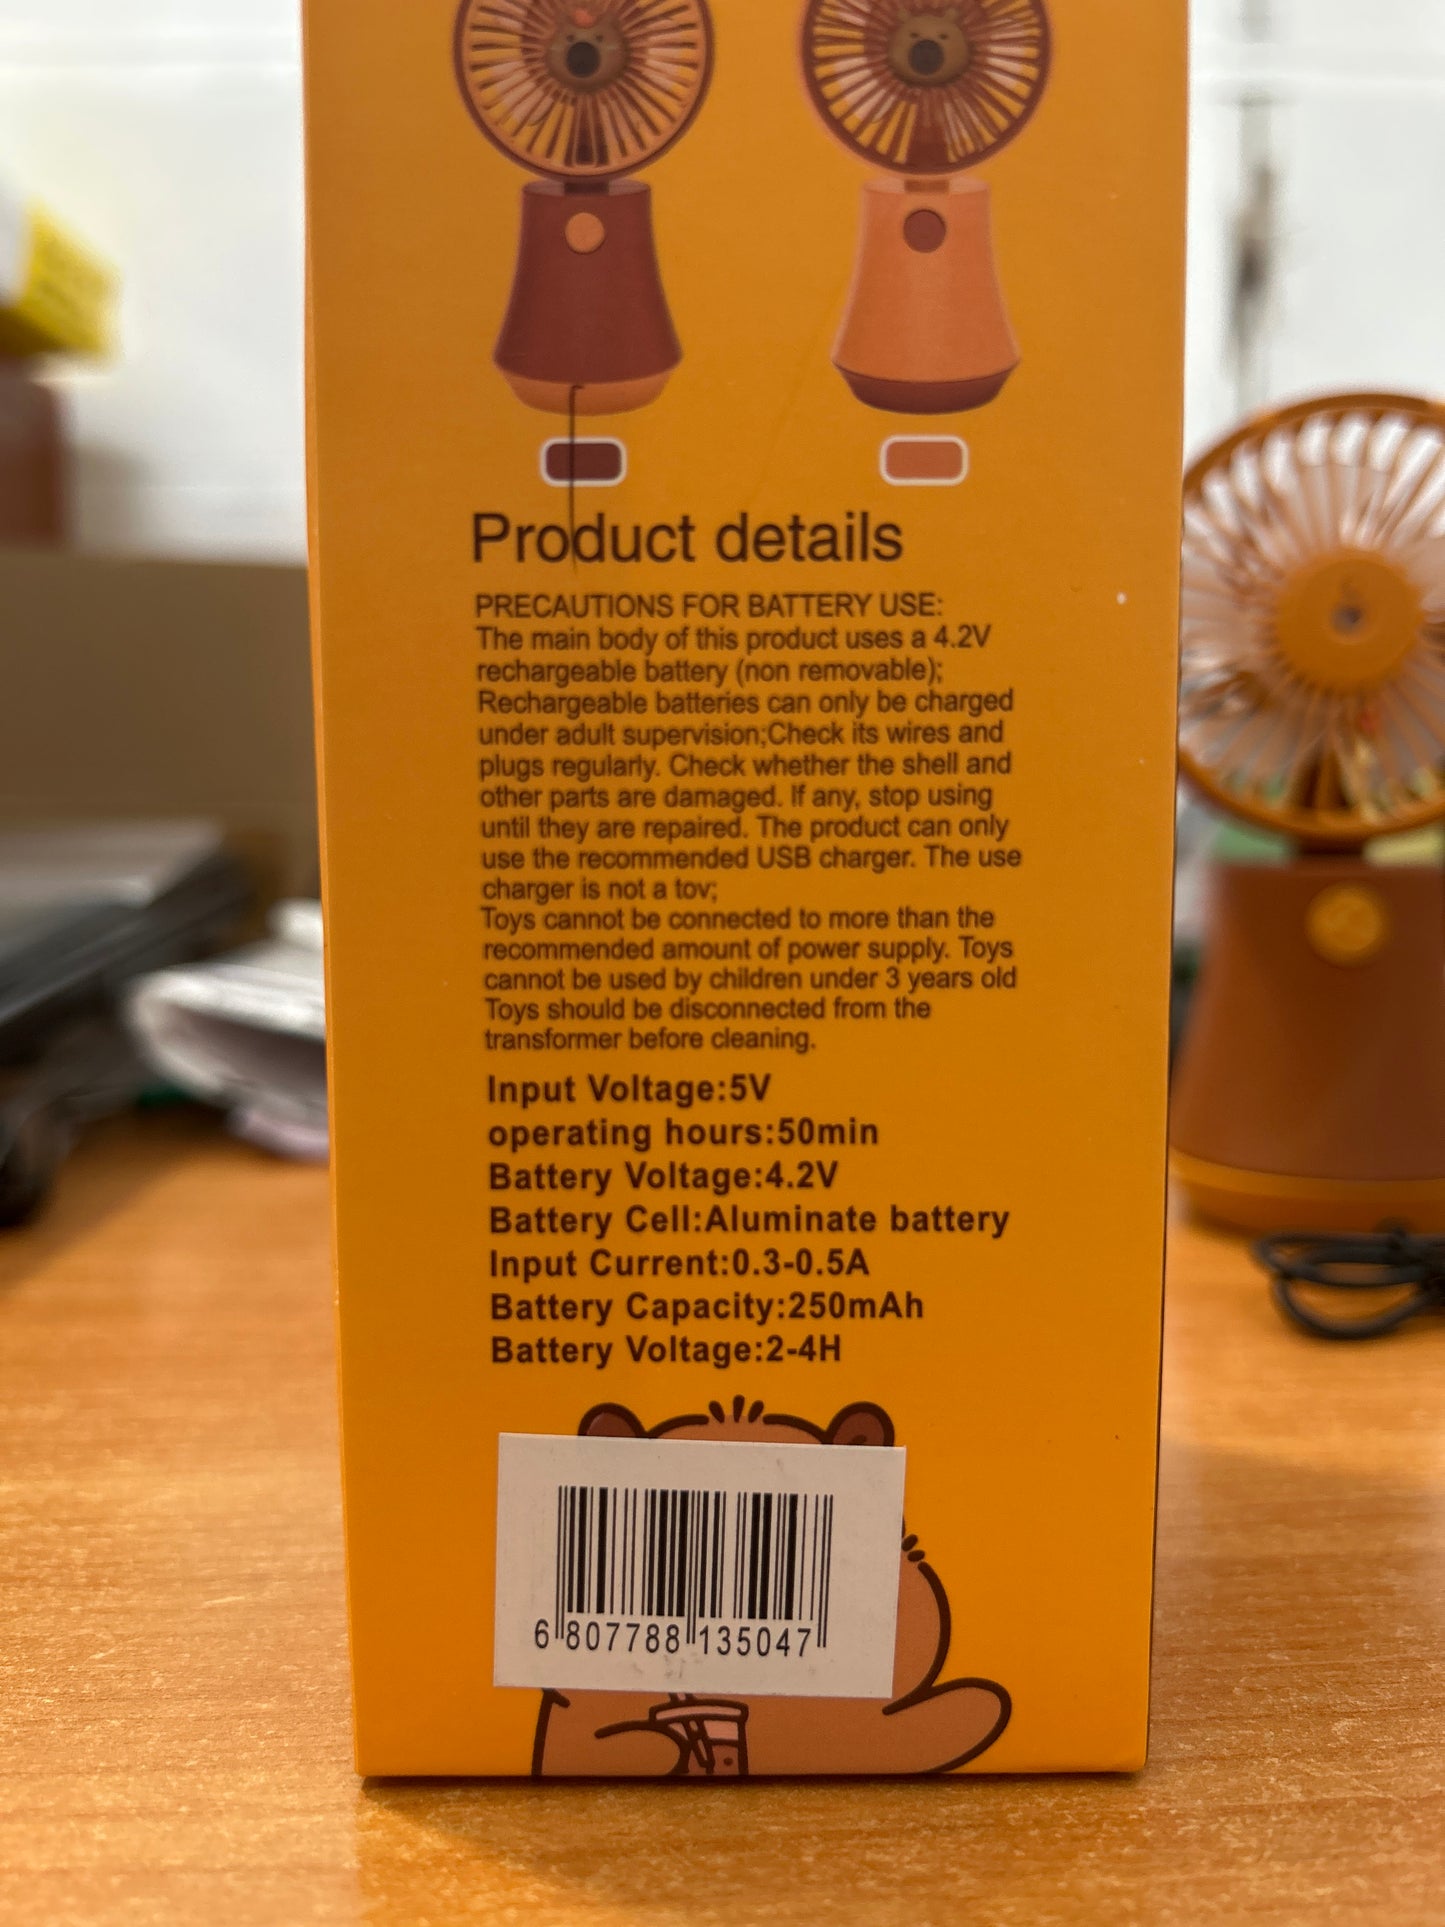 Product details
PRECAUTIONS FOR BATTERY USE:
The main body of this product uses a 4.2V
rechargeable battery (non removable);
Rechargeable batteries can only be charged
under adult supervision;Check its wires and
plugs regularly. Check whether the shell and
other parts are damaged. If any, stop using
until they are repaired. The product can only
use the recommended USB charger. The use
charger is not a tov;
Toys cannot be connected to more than the
recommended amount of power supply. Toys
cannot be used by children under 3 years old
Toys should be disconnected from the
transformer before cleaning.
Input Voltage:5V
operating hours:50min
Battery Voltage:4.2V
Battery Cell:Aluminate battery
Input Current:0.3-0.5A
Battery Capacity:250mAh
Battery Voltage:2-4H
6 807788 135047